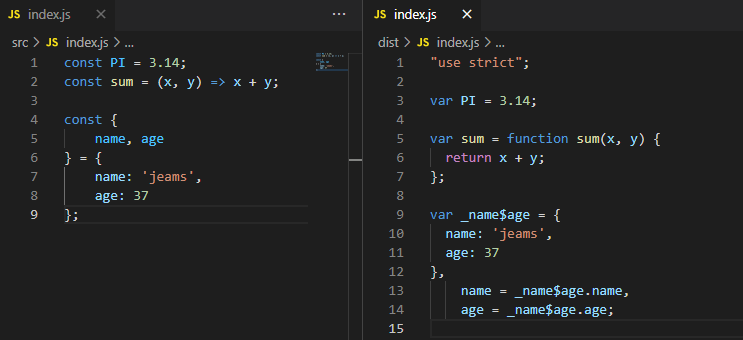 JS index.js × ...
src > JS index.js > ...
1 const PI = 3.14;
2 const sum = (x, y) => x + y;
3
4 const {
5     name, age
6 } = {
7     name: 'jeams',
8     age: 37
9 };
JS index.js ×
dist > JS index.js > ...
1 "use strict";
2
3 var PI = 3.14;
4
5 var sum = function sum(x, y) {
6   return x + y;
7 };
8
9 var _name$age = {
10   name: 'jeams',
11   age: 37
12 },
13     name = _name$age.name,
14     age = _name$age.age;
15